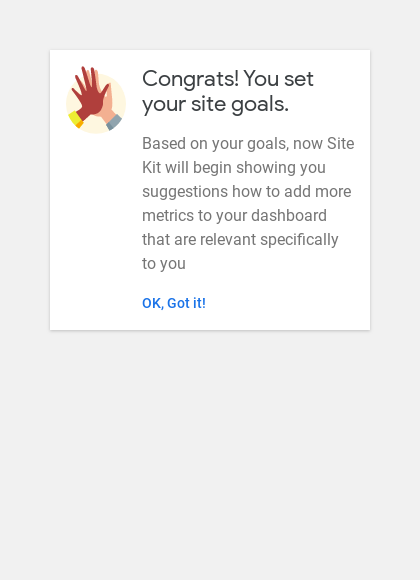 Congrats! You set
your site goals.
Based on your goals, now Site
Kit will begin showing you
suggestions how to add more
metrics to your dashboard
that are relevant specifically
to you
OK, Got it!